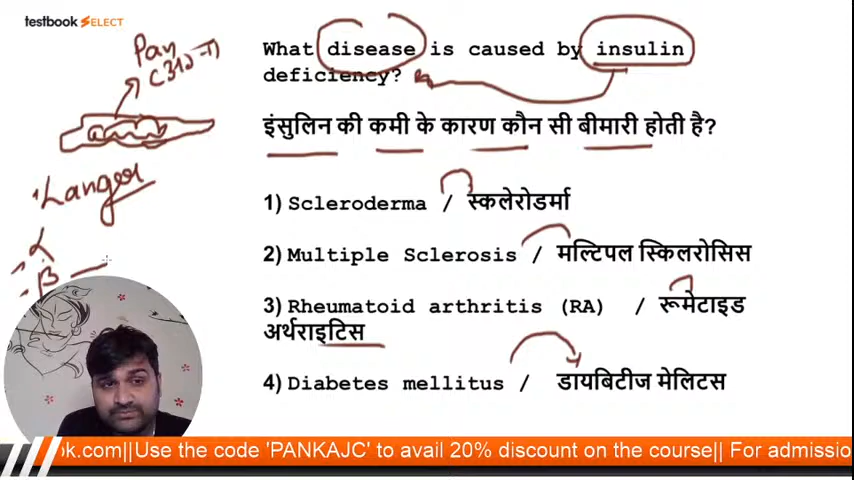 testbook SELECT
What disease is caused by insulin
deficiency?
इंसुलिन की कमी के कारण कौन सी बीमारी होती है?
1) Scleroderma / स्कलेरोडर्मा
2) Multiple Sclerosis / मल्टिपल स्किलरोसिस
3) Rheumatoid arthritis (RA) / रूमेटाइड
अर्थराइटिस
4) Diabetes mellitus / डायबिटीज मेलिटस
Pan
Langer
α
β
ok.com||Use the code 'PANKAJC' to avail 20% discount on the course|| For admissio